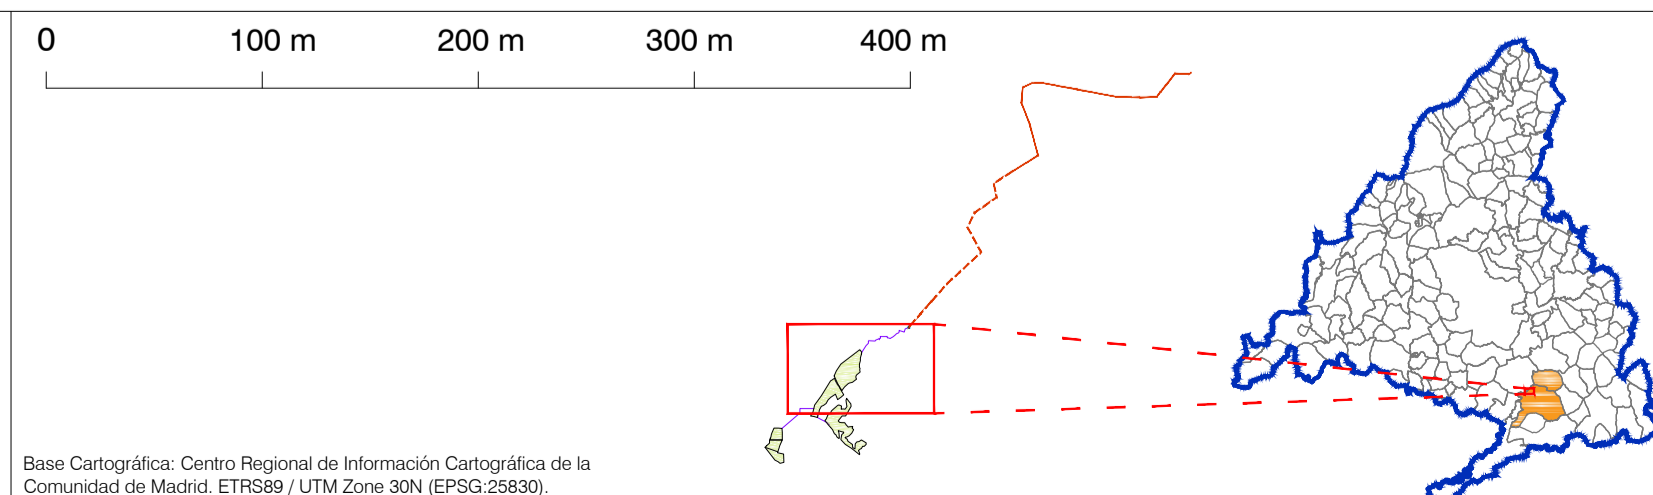 0 100 m 200 m 300 m 400 m
Base Cartográfica: Centro Regional de Información Cartográfica de la
Comunidad de Madrid. ETRS89 / UTM Zone 30N (EPSG:25830).